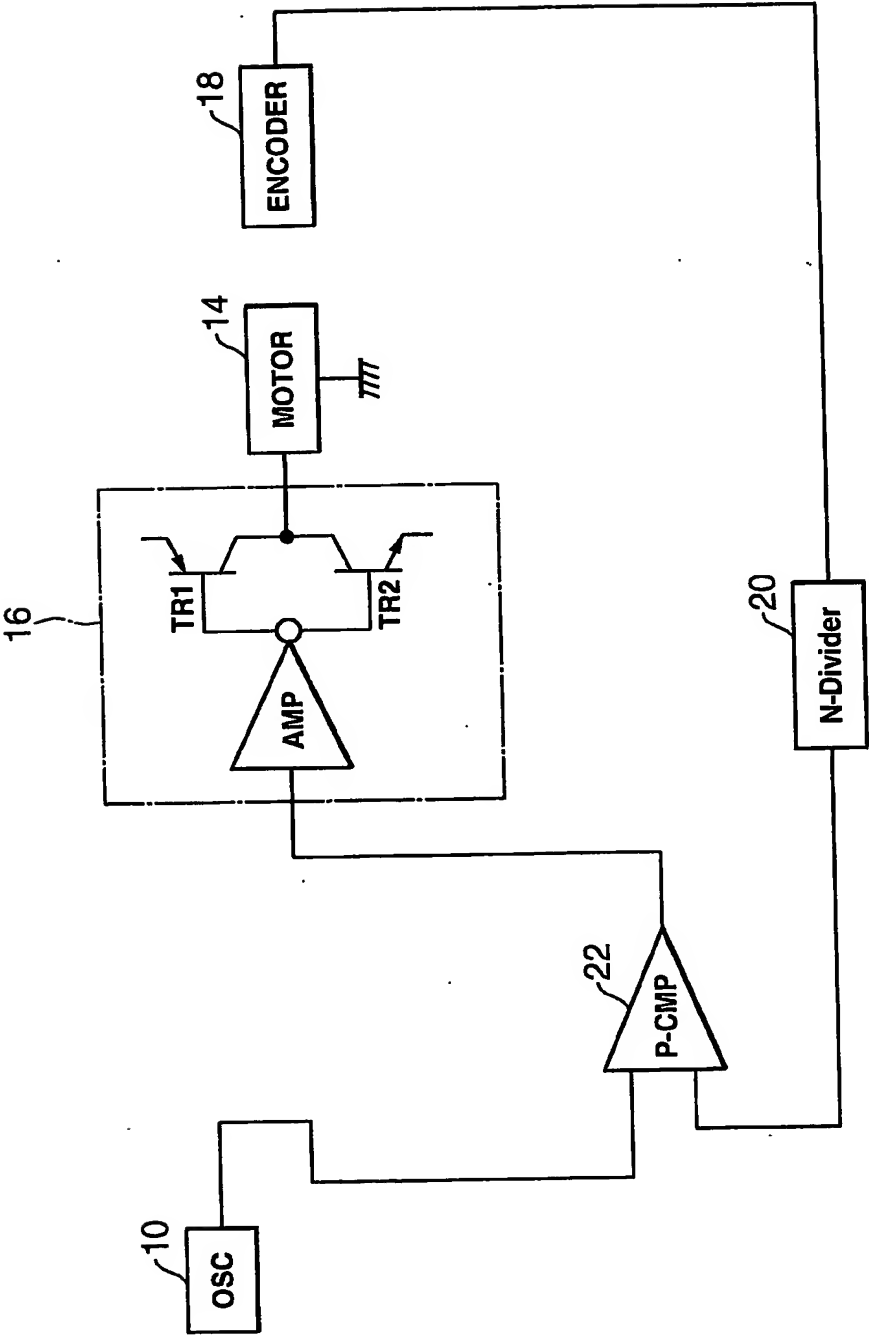 10
OSC
22
P-CMP
16
AMP
TR1
TR2
14
MOTOR
18
ENCODER
20
N-Divider